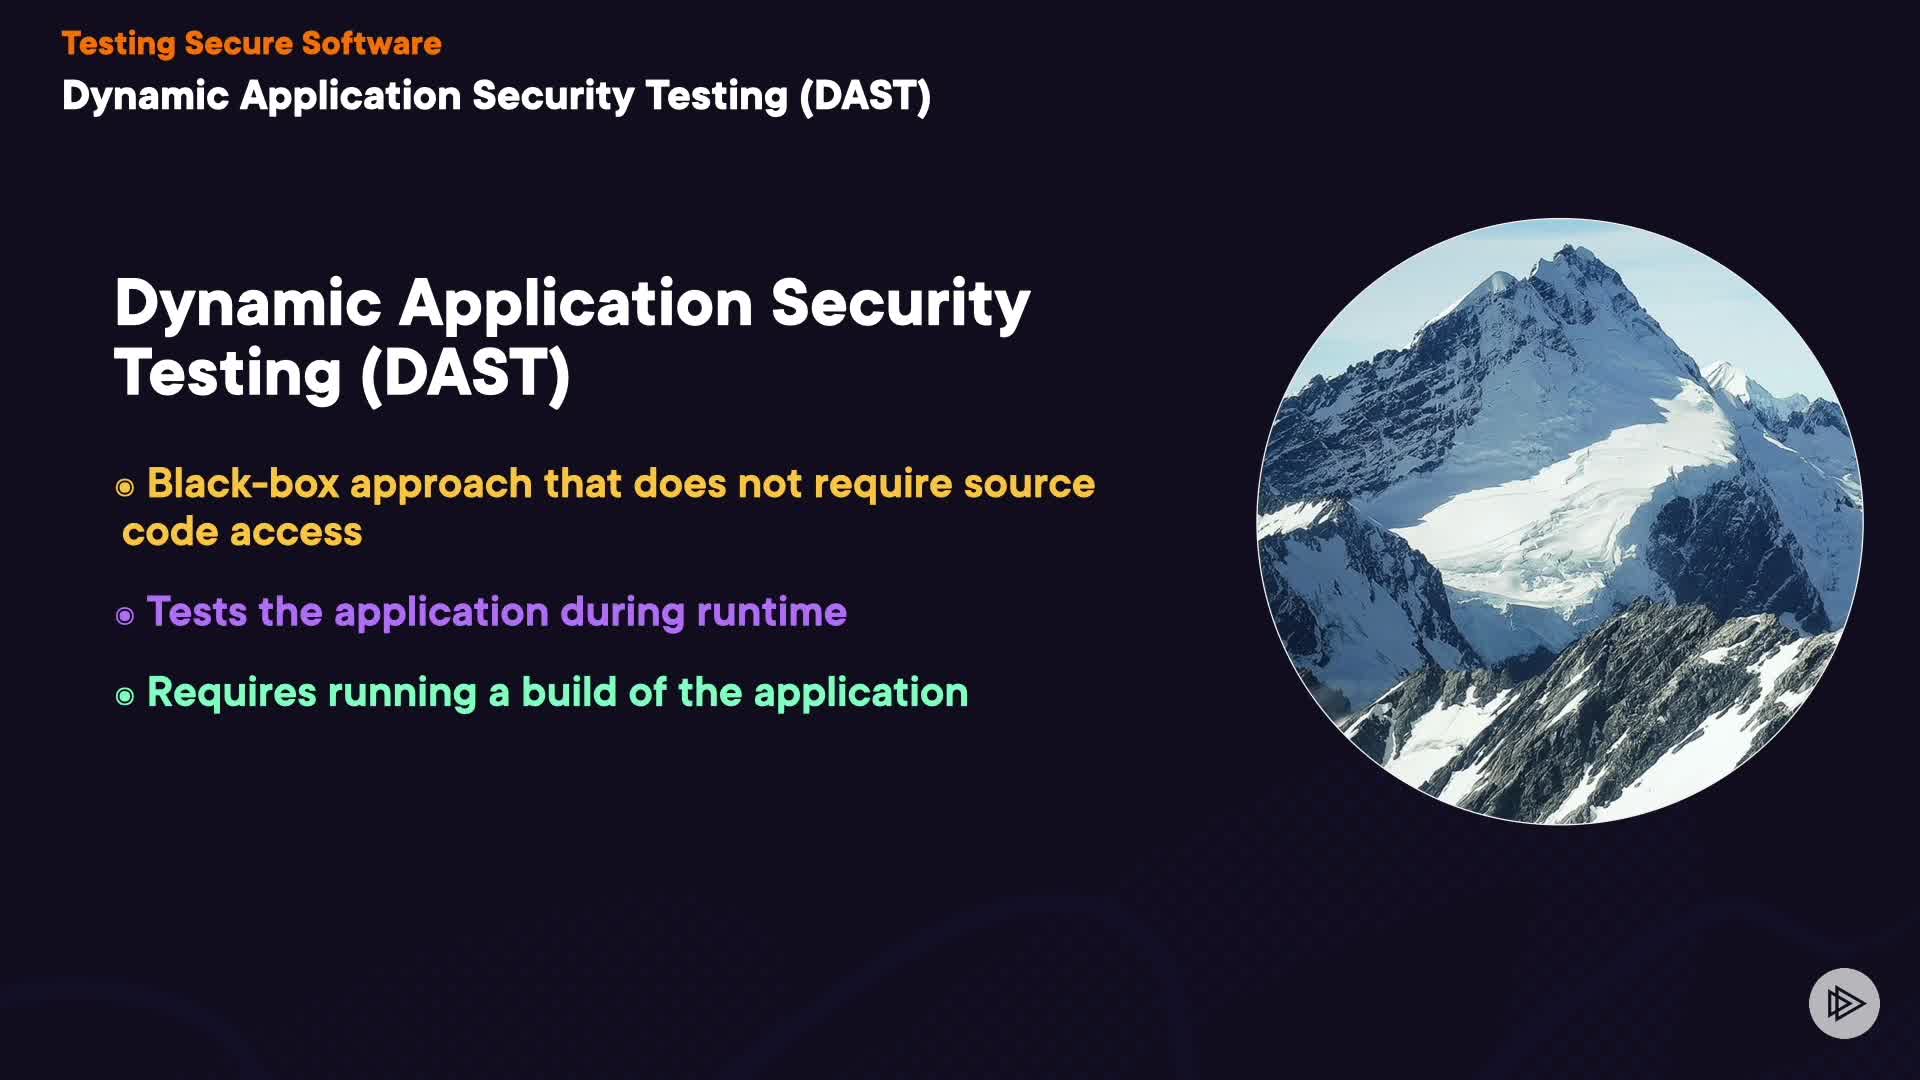 Testing Secure Software
Dynamic Application Security Testing (DAST)
Dynamic Application Security
Testing (DAST)
◉ Black-box approach that does not require source
code access
◉ Tests the application during runtime
◉ Requires running a build of the application